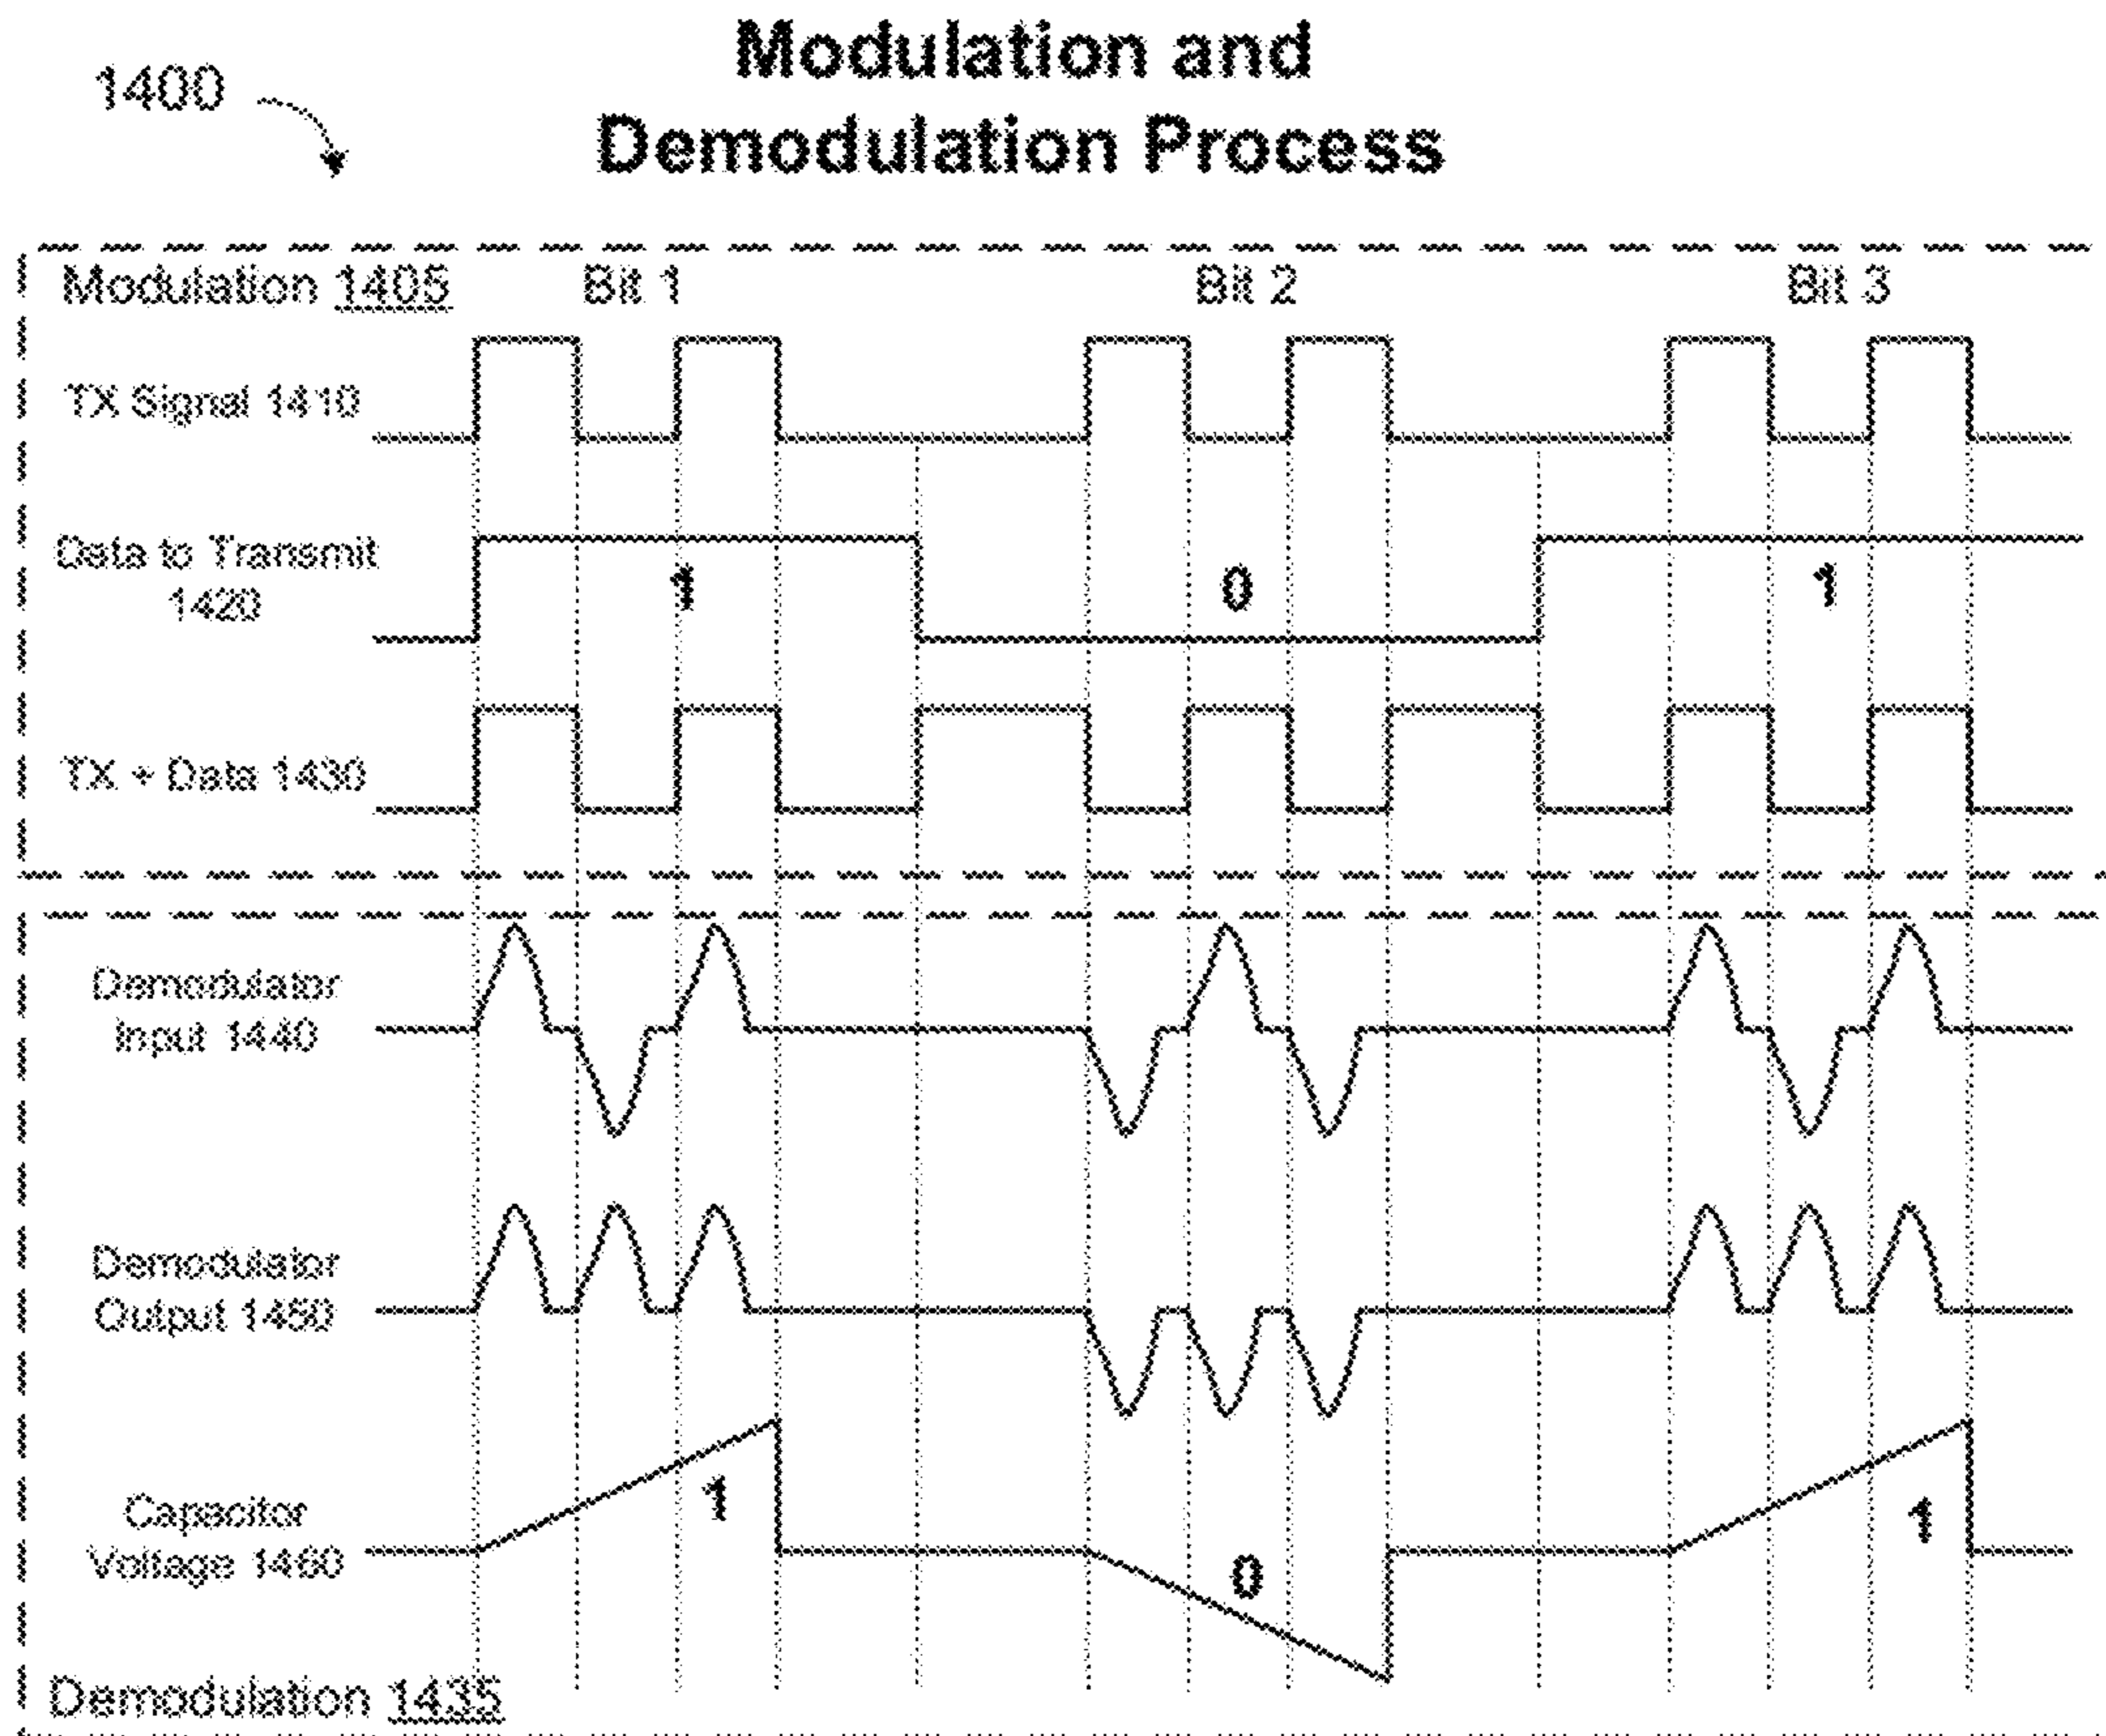 Modulation and
Demodulation Process
1400
Modulation 1405
Bit 1
Bit 2
Bit 3
TX Signal 1410
Data to Transmit
1420
1
0
1
TX + Data 1430
Demodulator
Input 1440
Demodulator
Output 1450
Capacitor
Voltage 1460
1
0
1
Demodulation 1435